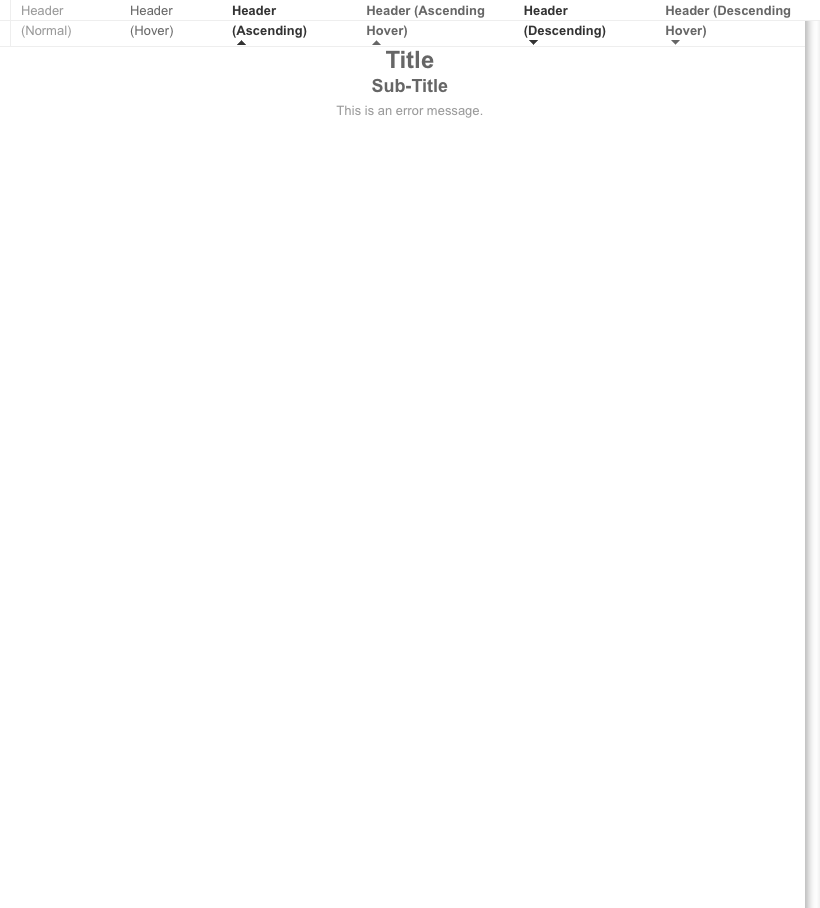 Header Header Header Header (Ascending Header Header (Descending
(Normal) (Hover) (Ascending) Hover) (Descending) Hover)
Title
Sub-Title
This is an error message.